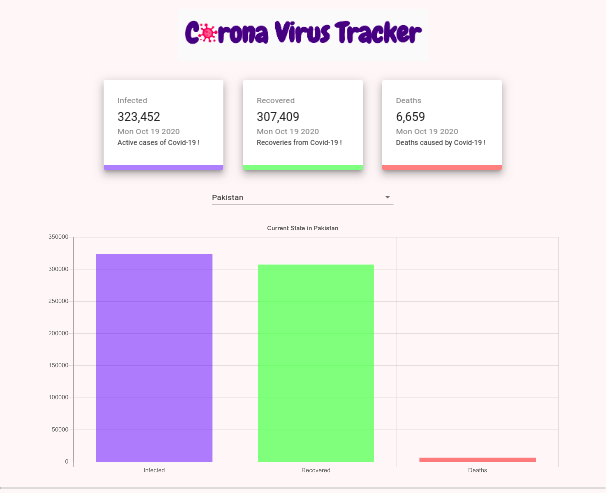 Corona Virus Tracker
Infected
323,452
Mon Oct 19 2020
Active cases of Covid-19 !
Recovered
307,409
Mon Oct 19 2020
Recoveries from Covid-19 !
Deaths
6,659
Mon Oct 19 2020
Deaths caused by Covid-19 !
Pakistan
Current State in Pakistan
350000
300000
250000
200000
150000
100000
50000
0
Infected
Recovered
Deaths